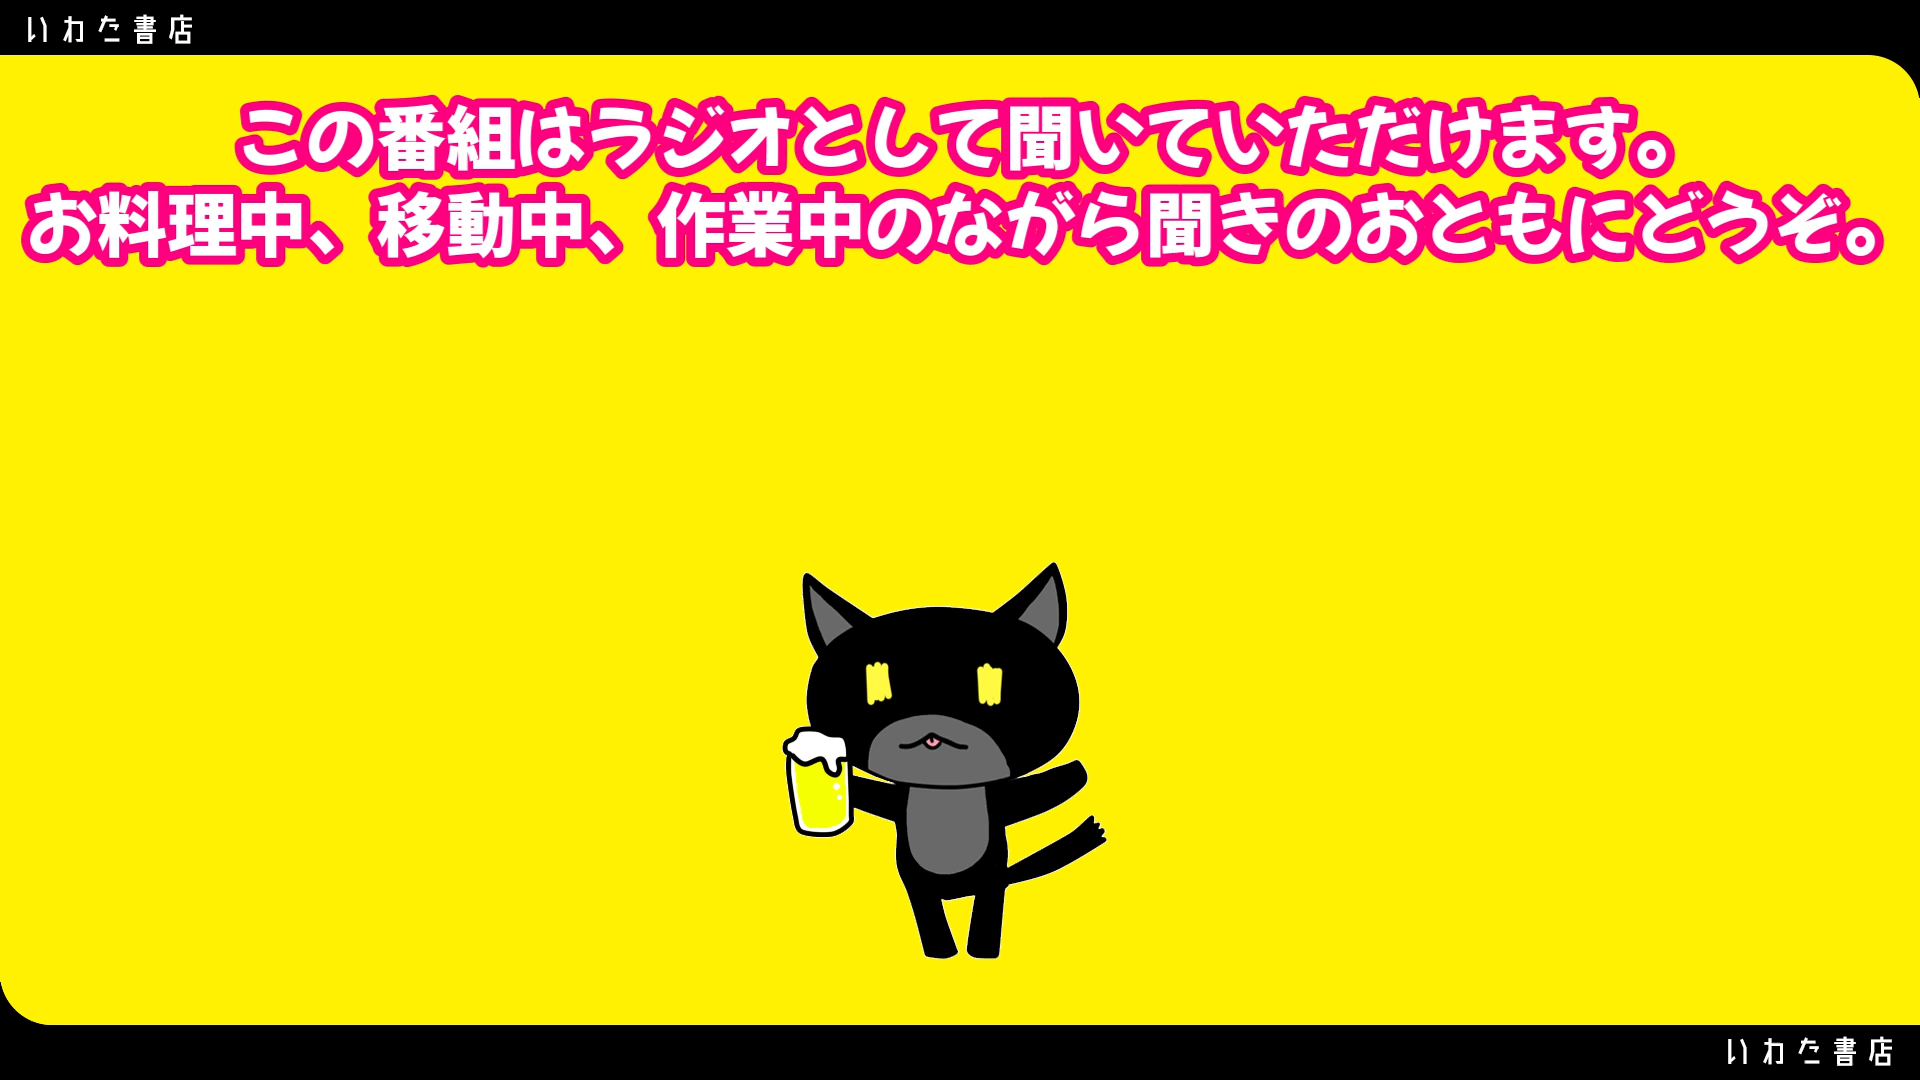 いわた書店
この番組はラジオとして聞いていただけます。
お料理中、移動中、作業中のながら聞きのおともにどうぞ。
いわた書店